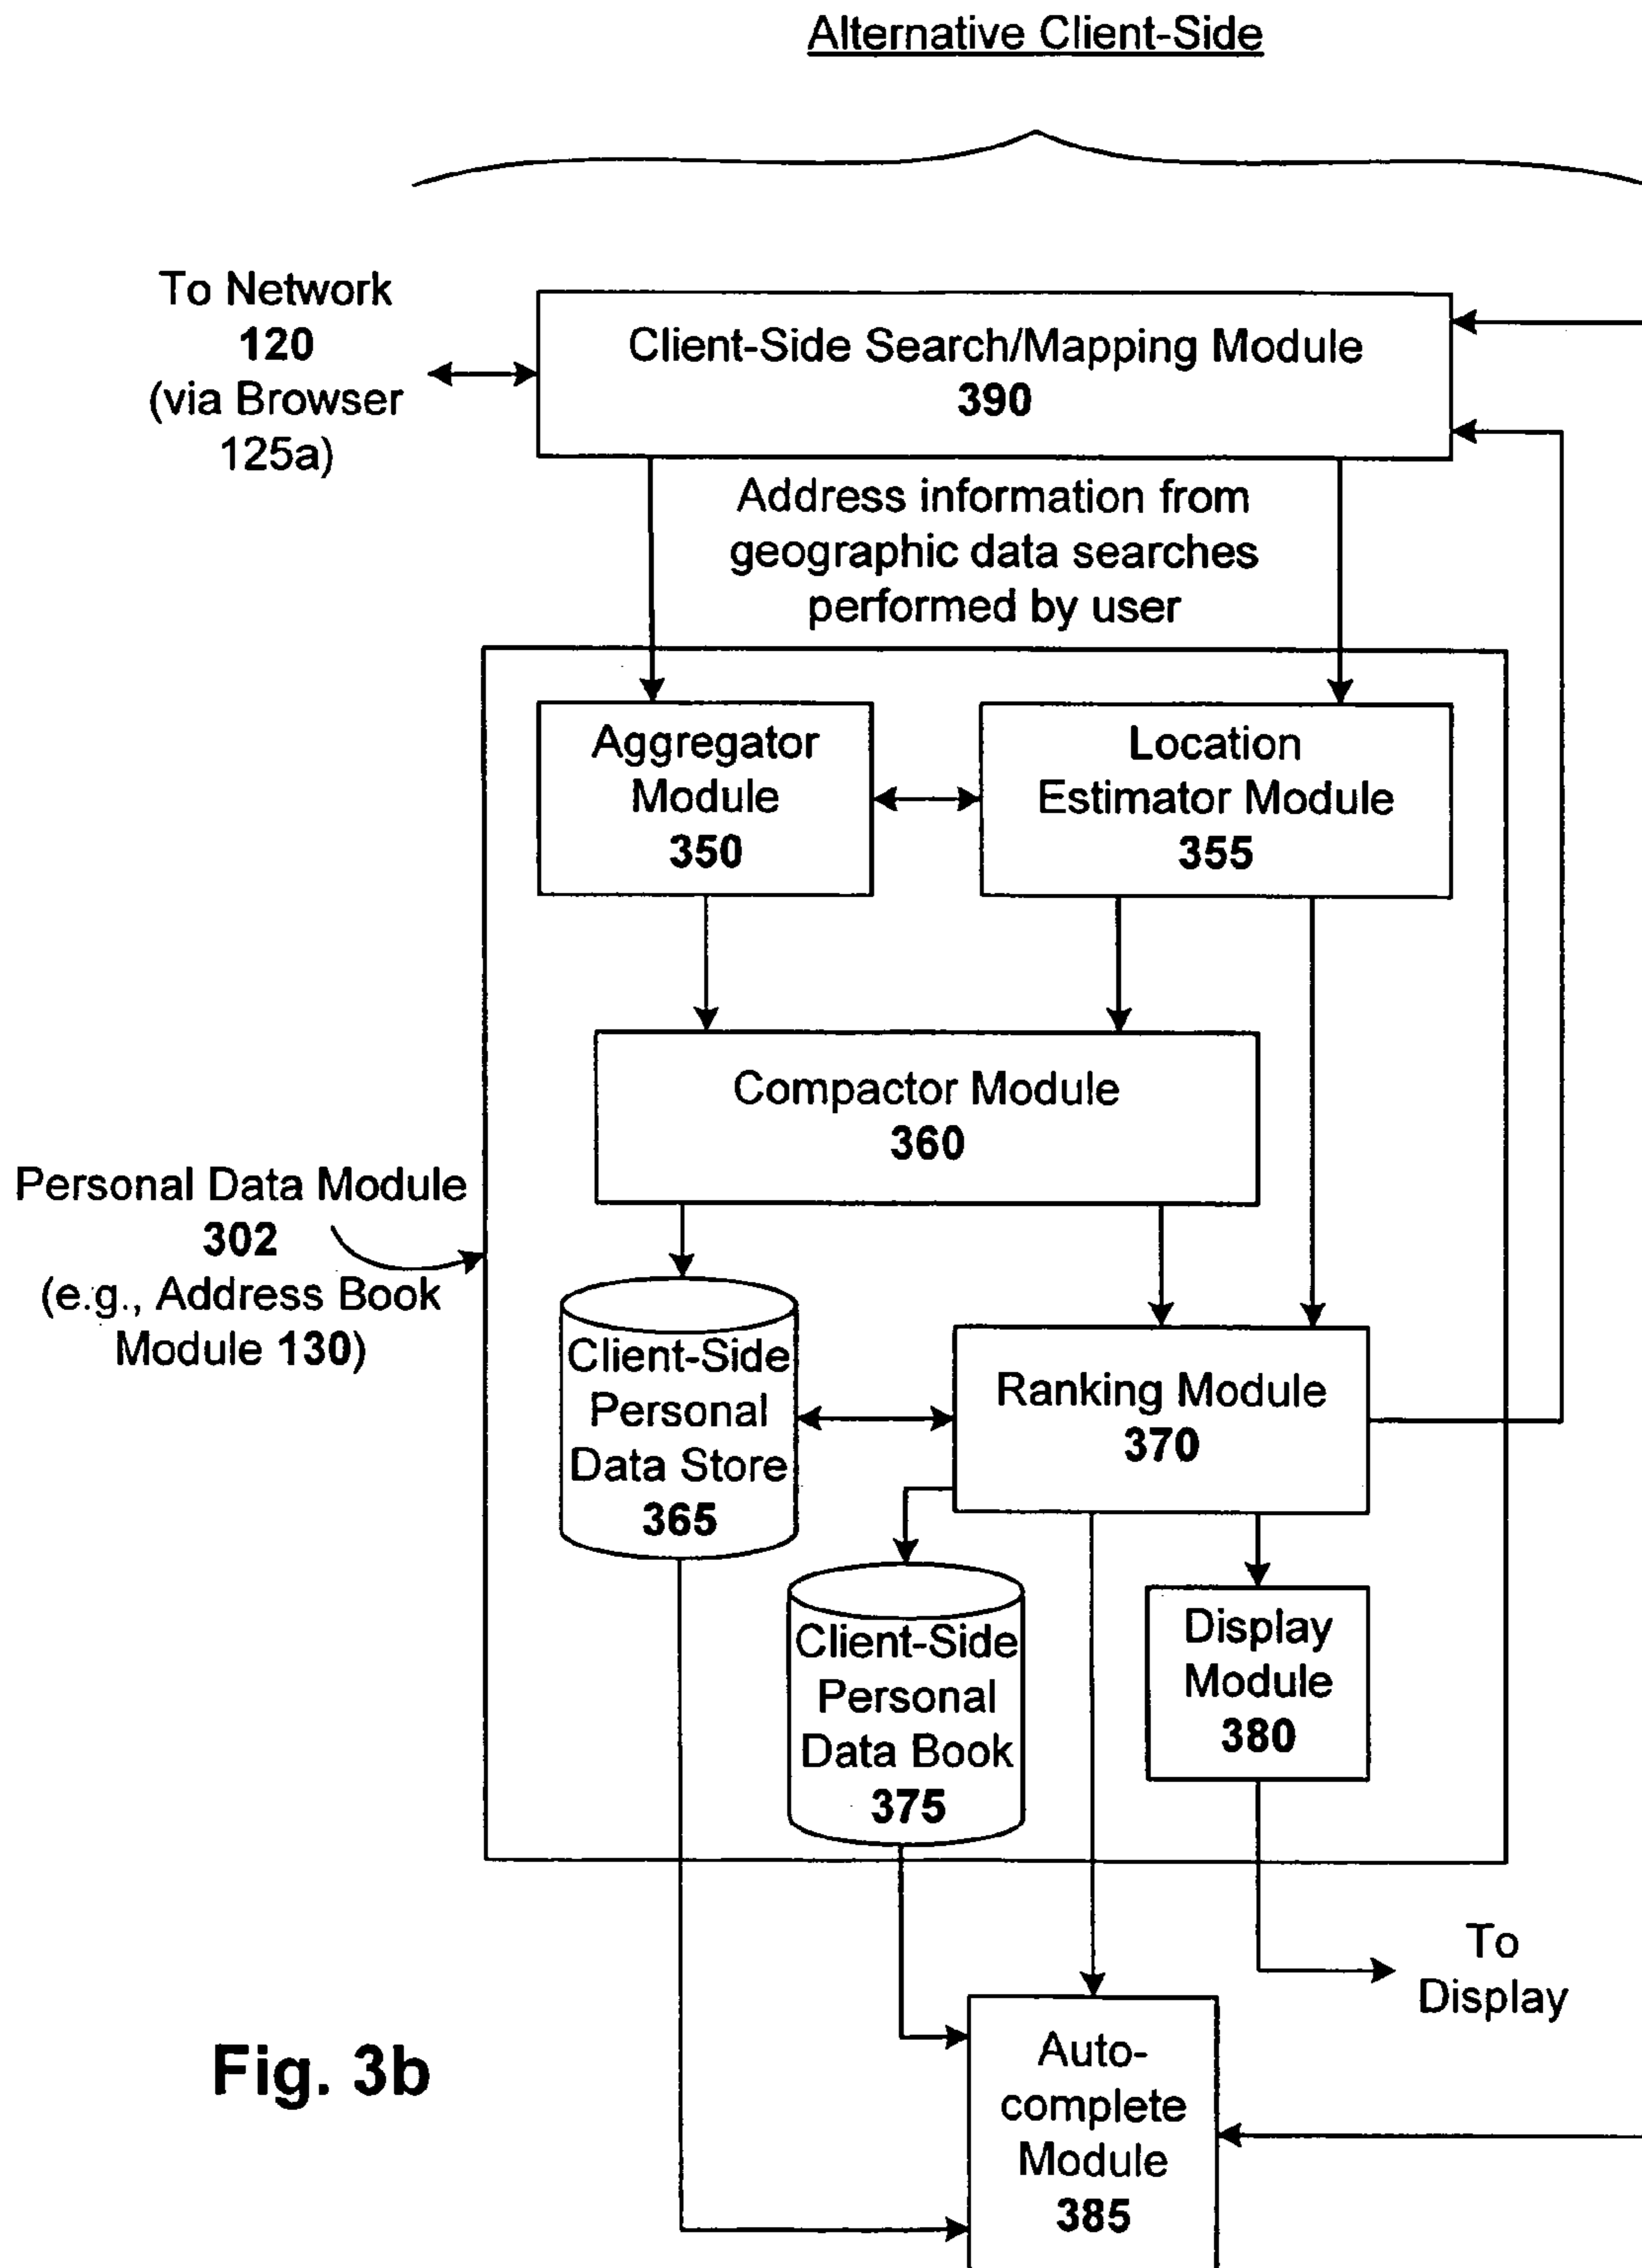 Alternative Client-Side
To Network
120
(via Browser
125a)
Client-Side Search/Mapping Module
390
Address information from
geographic data searches
performed by user
Aggregator
Module
350
Location
Estimator Module
355
Compactor Module
360
Personal Data Module
302
(e.g., Address Book
Module 130)
Client-Side
Personal
Data Store
365
Ranking Module
370
Client-Side
Personal
Data Book
375
Display
Module
380
To
Display
Auto-
complete
Module
385
Fig. 3b